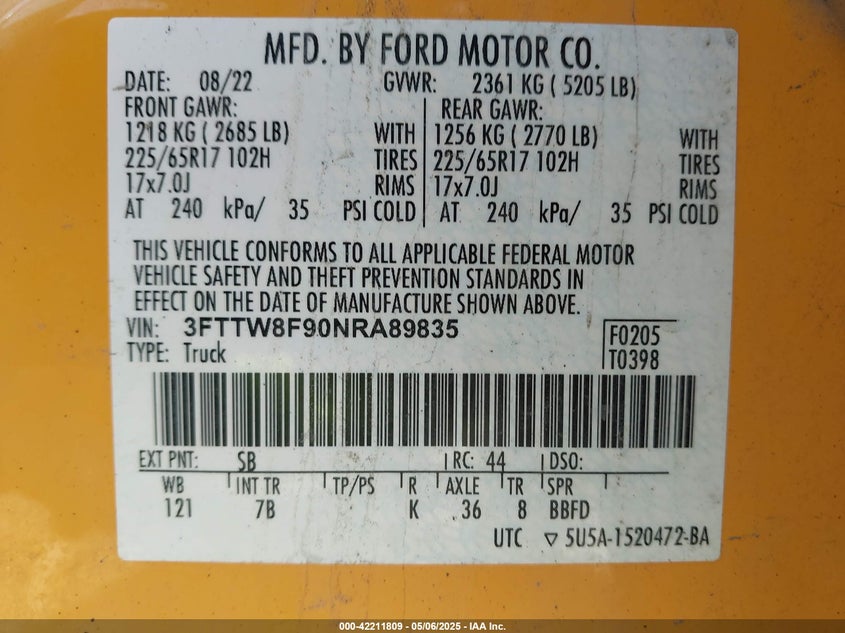 MFD. BY FORD MOTOR CO.
DATE: 08/22 GVWR: 2361 KG ( 5205 LB)
FRONT GAWR: REAR GAWR:
1218 KG ( 2685 LB) WITH 1256 KG ( 2770 LB) WITH
225/65R17 102H TIRES 225/65R17 102H TIRES
17x7.0J RIMS 17x7.0J RIMS
AT 240 kPa/ 35 PSI COLD AT 240 kPa/ 35 PSI COLD
THIS VEHICLE CONFORMS TO ALL APPLICABLE FEDERAL MOTOR
VEHICLE SAFETY AND THEFT PREVENTION STANDARDS IN
EFFECT ON THE DATE OF MANUFACTURE SHOWN ABOVE.
VIN: 3FTTW8F90NRA89835
TYPE: Truck
F0205
T0398
EXT PNT: SB RC: 44 DSO:
WB INT TR TP/PS R AXLE TR SPR
121 7B K 36 8 BBFD
UTC ▽ 5U5A-1520472-BA
000-42211809 - 05/06/2025 - IAA Inc.